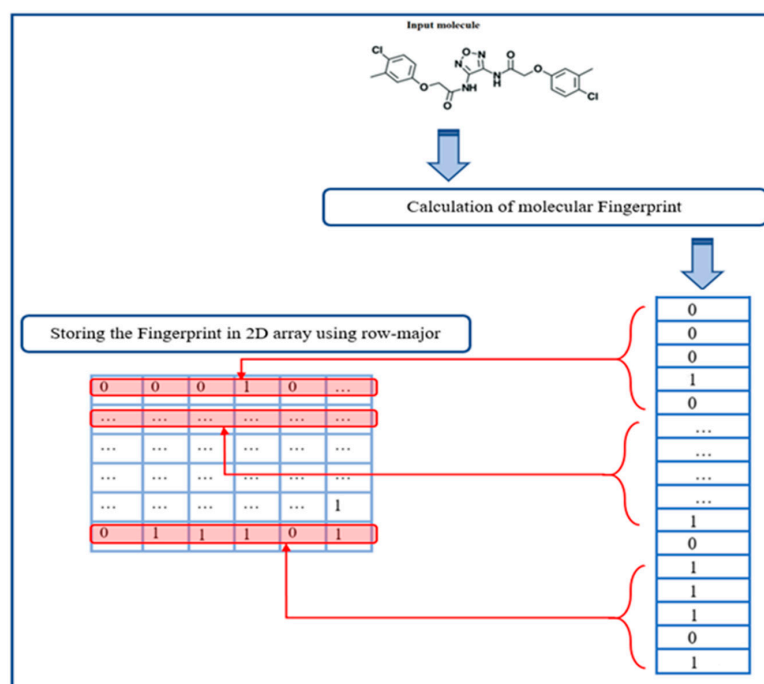 Input molecule
Cl
O
N N
O
O
NH
NH
O
O
Cl
Calculation of molecular Fingerprint
Storing the Fingerprint in 2D array using row-major
0 0 0 1 0 …
… … … … … …
… … … … … …
… … … … … …
… … … … … 1
0 1 1 1 0 1
0
0
0
1
0
…
…
…
…
1
0
1
1
1
0
1